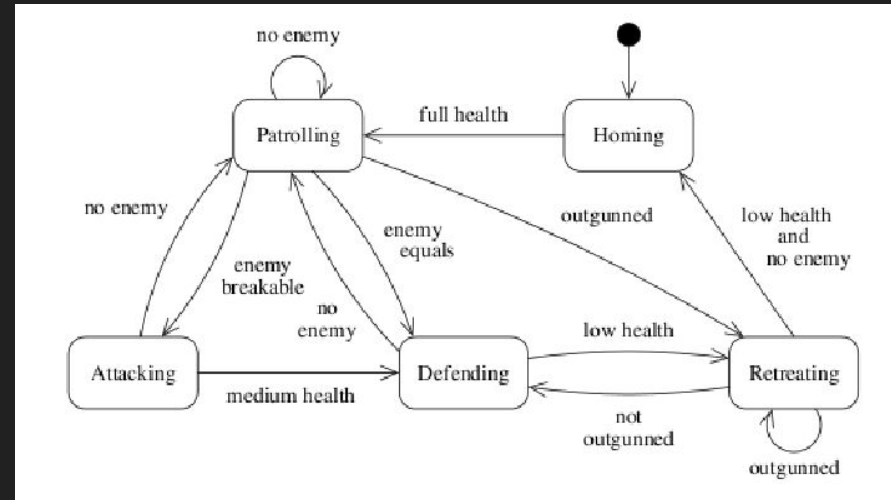 no enemy
full health
Patrolling
Homing
no enemy
outgunned
low health
and
no enemy
enemy
equals
enemy
breakable
no
enemy
low health
Attacking
Defending
Retreating
medium health
not
outgunned
outgunned